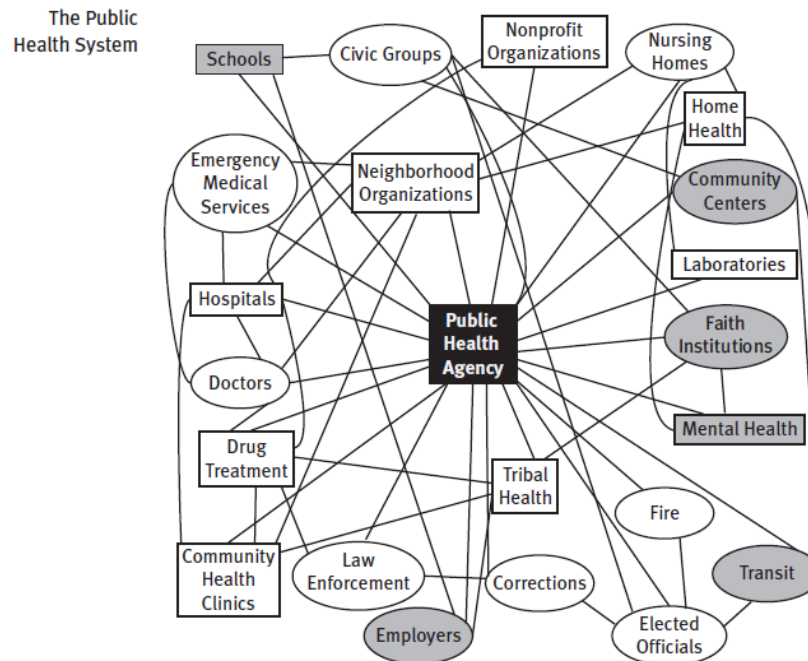 The Public
Health System
Schools
Civic Groups
Nonprofit
Organizations
Nursing
Homes
Home
Health
Emergency
Medical
Services
Neighborhood
Organizations
Community
Centers
Laboratories
Hospitals
Public
Health
Agency
Faith
Institutions
Doctors
Mental Health
Drug
Treatment
Tribal
Health
Fire
Community
Health
Clinics
Law
Enforcement
Corrections
Transit
Employers
Elected
Officials